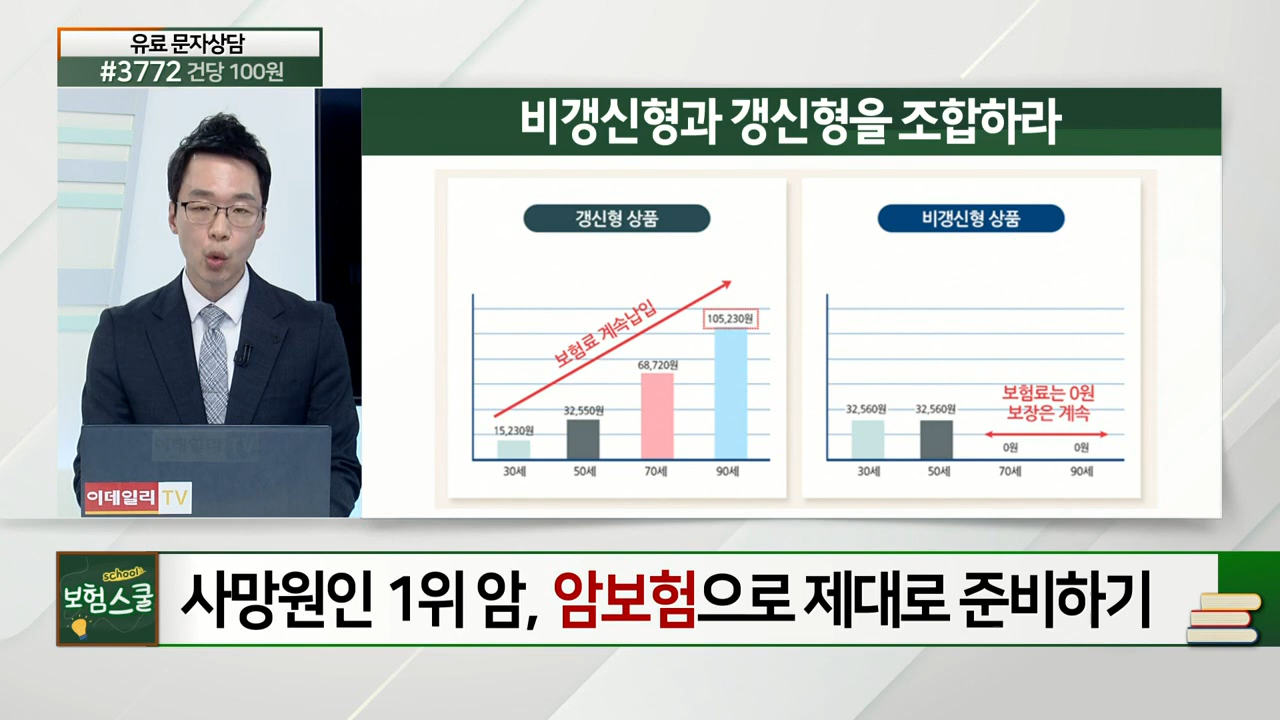 유료 문자상담
#3772 건당 100원
비갱신형과 갱신형을 조합하라
갱신형 상품
보험료 계속납입
105,230원
68,720원
32,550원
15,230원
30세 50세 70세 90세
비갱신형 상품
보험료는 0원
보장은 계속
32,560원 32,560원 0원 0원
30세 50세 70세 90세
이데일리 TV
이데일리 TV
school
보험스쿨
사망원인 1위 암, 암보험으로 제대로 준비하기